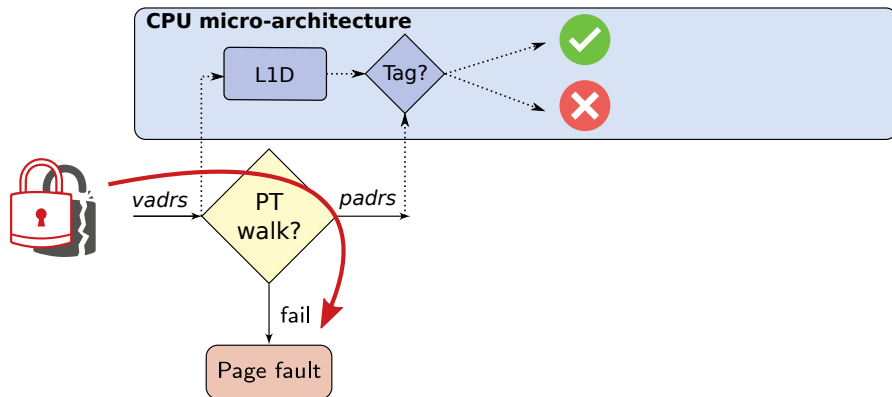 CPU micro-architecture
L1D
Tag?
vadrs
PT
walk?
padrs
fail
Page fault